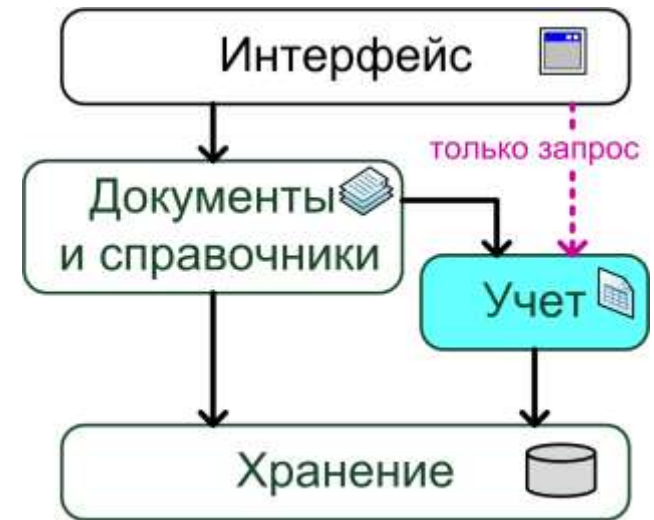 Интерфейс
только запрос
Документы
и справочники
Учет
Хранение